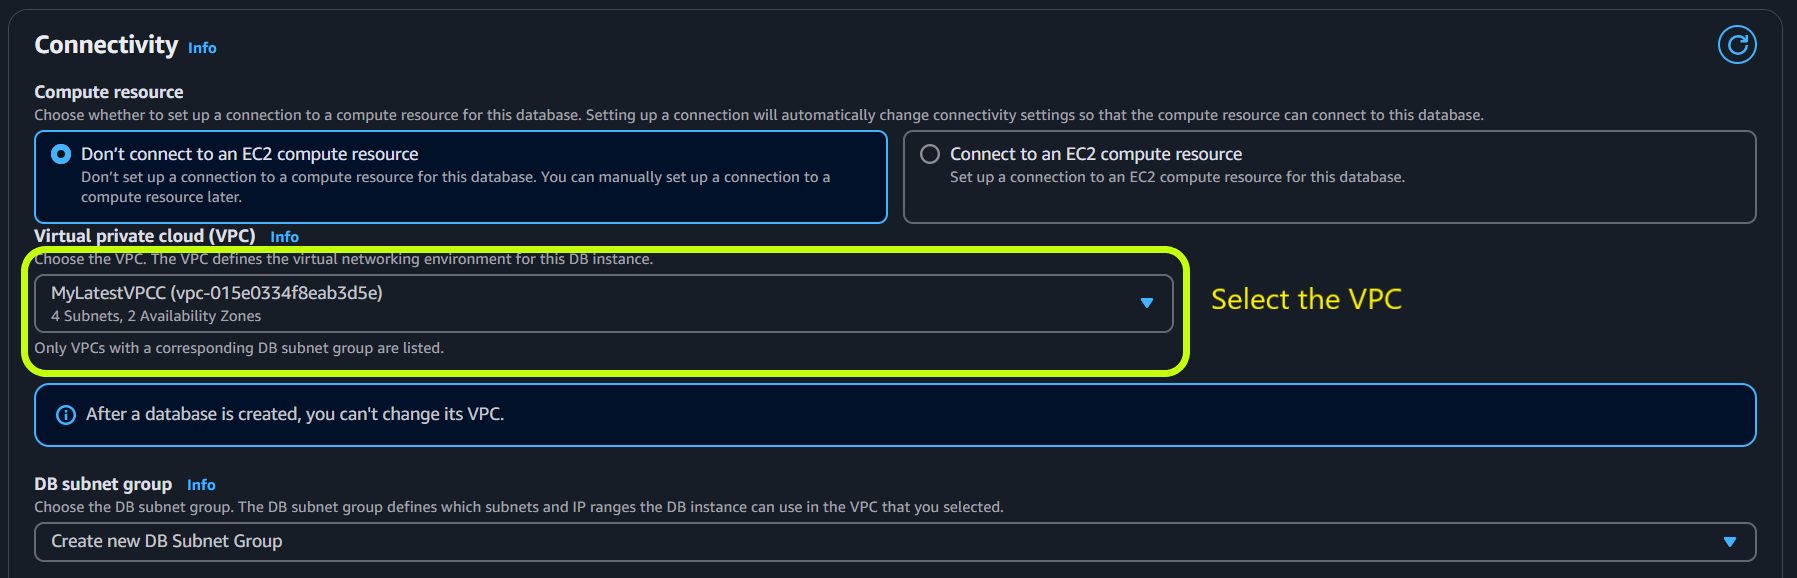 Connectivity Info
Compute resource
Choose whether to set up a connection to a compute resource for this database. Setting up a connection will automatically change connectivity settings so that the compute resource can connect to this database.
Don't connect to an EC2 compute resource
Don't set up a connection to a compute resource for this database. You can manually set up a connection to a
compute resource later.
Connect to an EC2 compute resource
Set up a connection to an EC2 compute resource for this database.
Virtual private cloud (VPC) Info
Choose the VPC. The VPC defines the virtual networking environment for this DB instance.
MyLatestVPCC (vpc-015e0334f8eab3d5e)
4 Subnets, 2 Availability Zones
Select the VPC
Only VPCs with a corresponding DB subnet group are listed.
After a database is created, you can't change its VPC.
DB subnet group Info
Choose the DB subnet group. The DB subnet group defines which subnets and IP ranges the DB instance can use in the VPC that you selected.
Create new DB Subnet Group